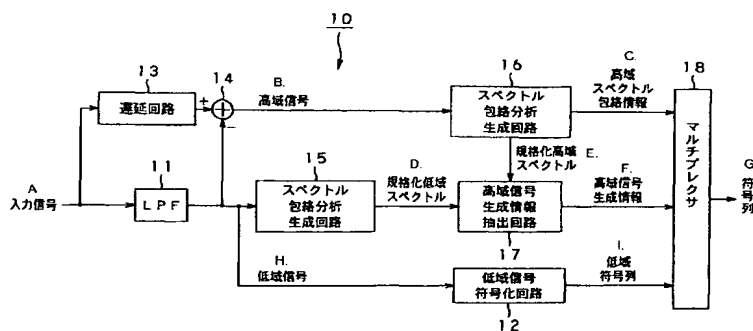 10
13
遅延回路
+
14
−
B.
高域信号
16
スペクトル
包絡分析
生成回路
C.
高域
スペクトル
包絡情報
18
マルチプレクサ
G.
符号列
A
入力信号
11
LPF
15
スペクトル
包絡分析
生成回路
D.
規格化低域
スペクトル
規格化高域
スペクトル
E.
高域信号
生成情報
抽出回路
17
F.
高域信号
生成情報
H.
低域信号
低域信号
符号化回路
12
I.
低域
符号列